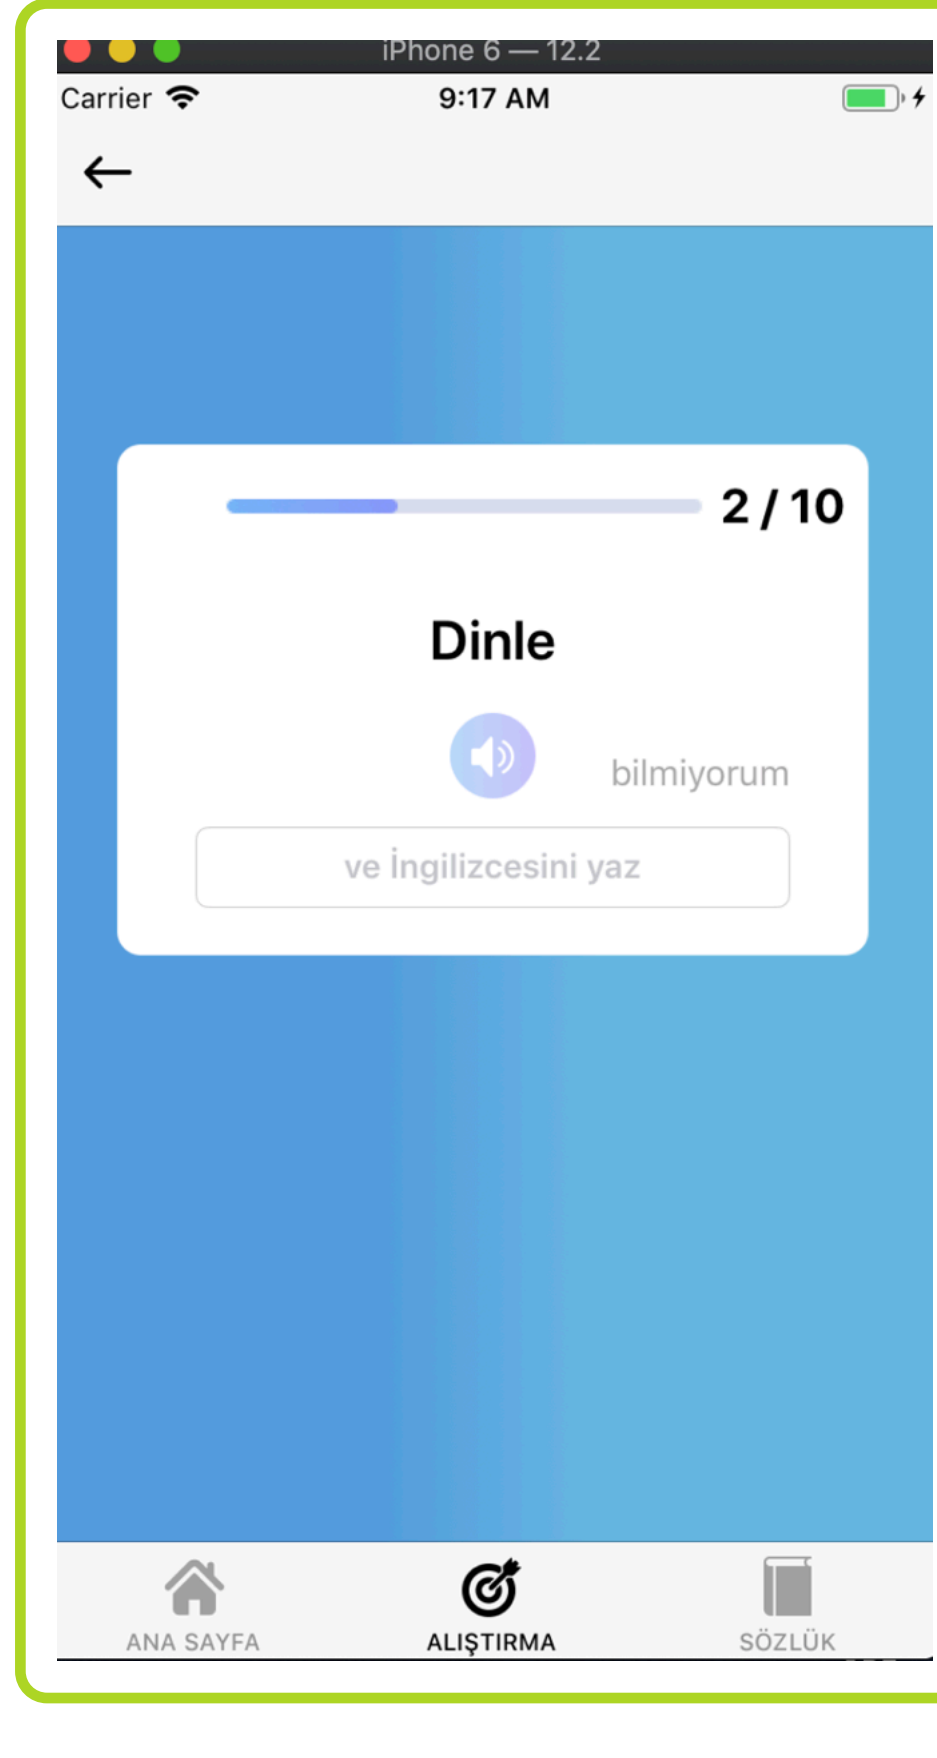 iPhone 6 — 12.2
Carrier 9:17 AM
2 / 10
Dinle
bilmiyorum
ve İngilizcesini yaz
ANA SAYFA ALIŞTIRMA SÖZLÜK